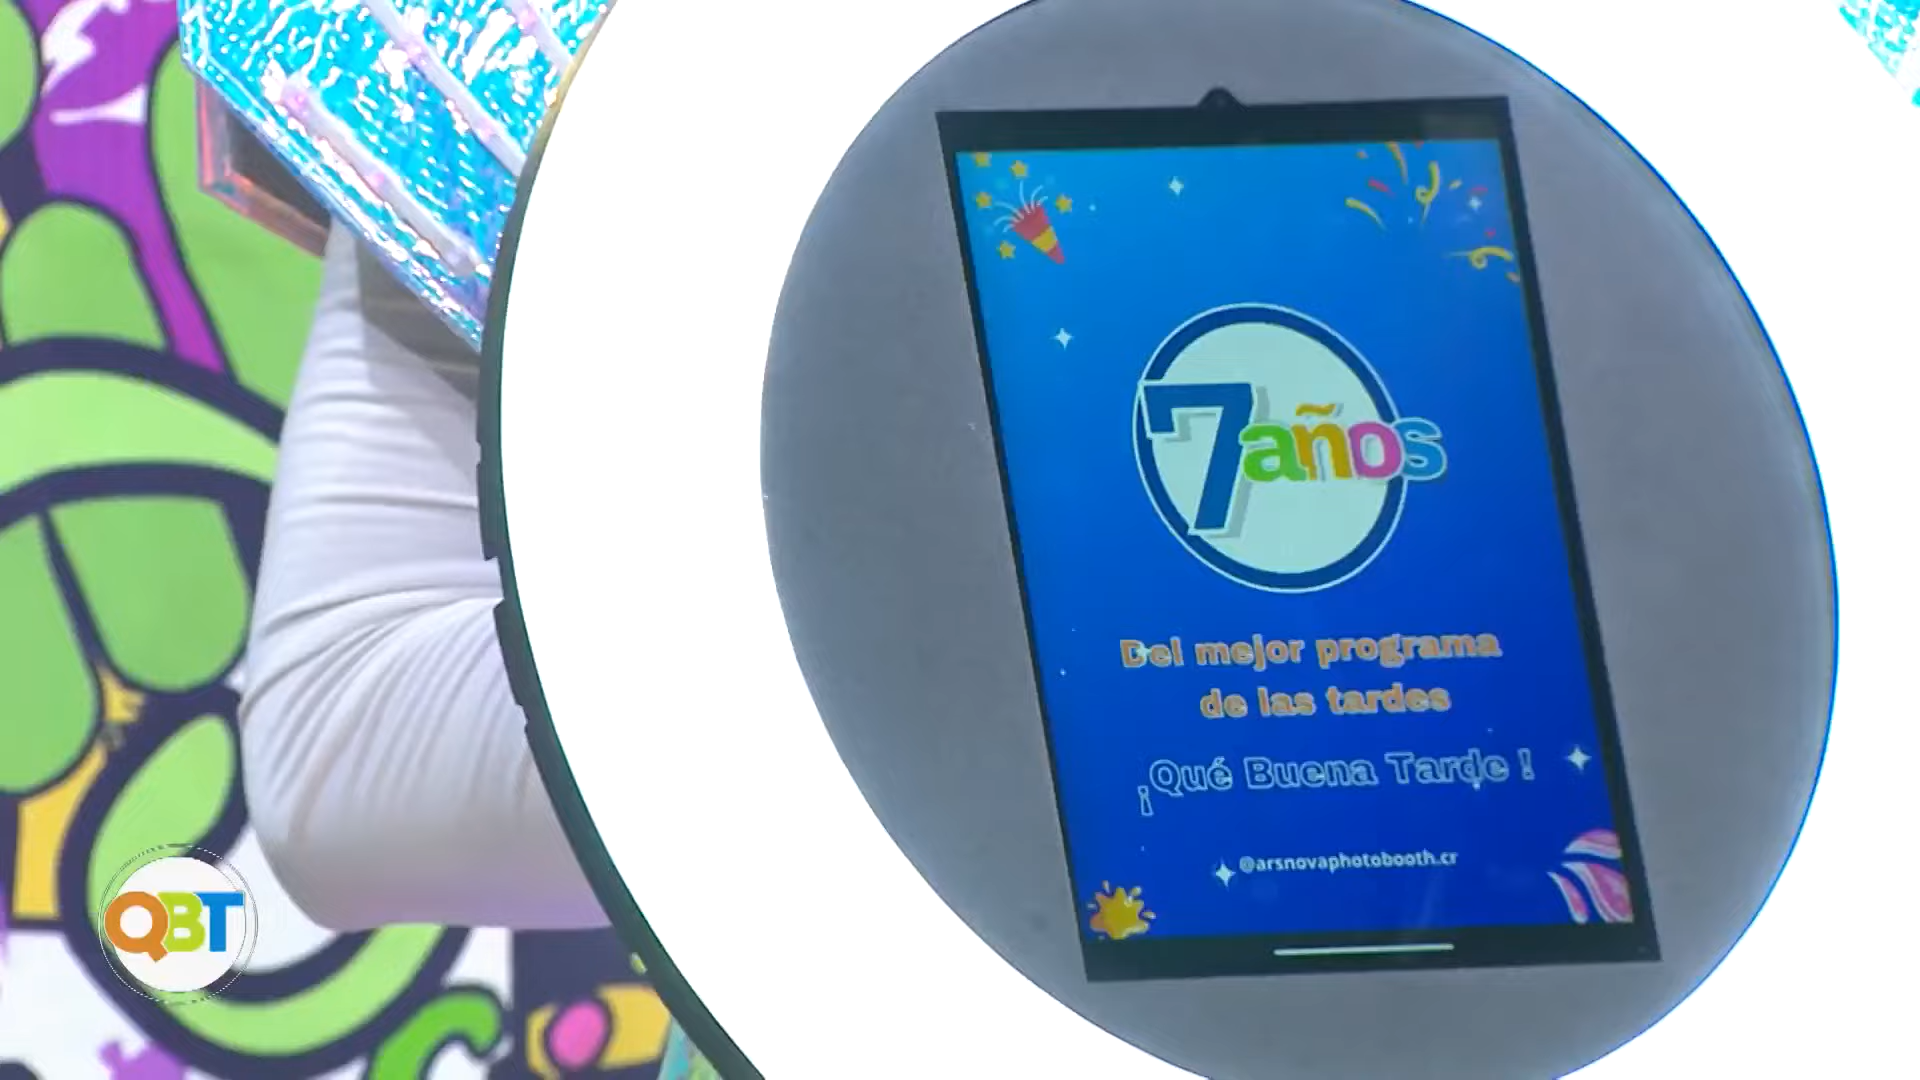 7años
Del mejor programa
de las tardes
¡Qué Buena Tarde !
@arsnovaphotobooth.cr
QBT